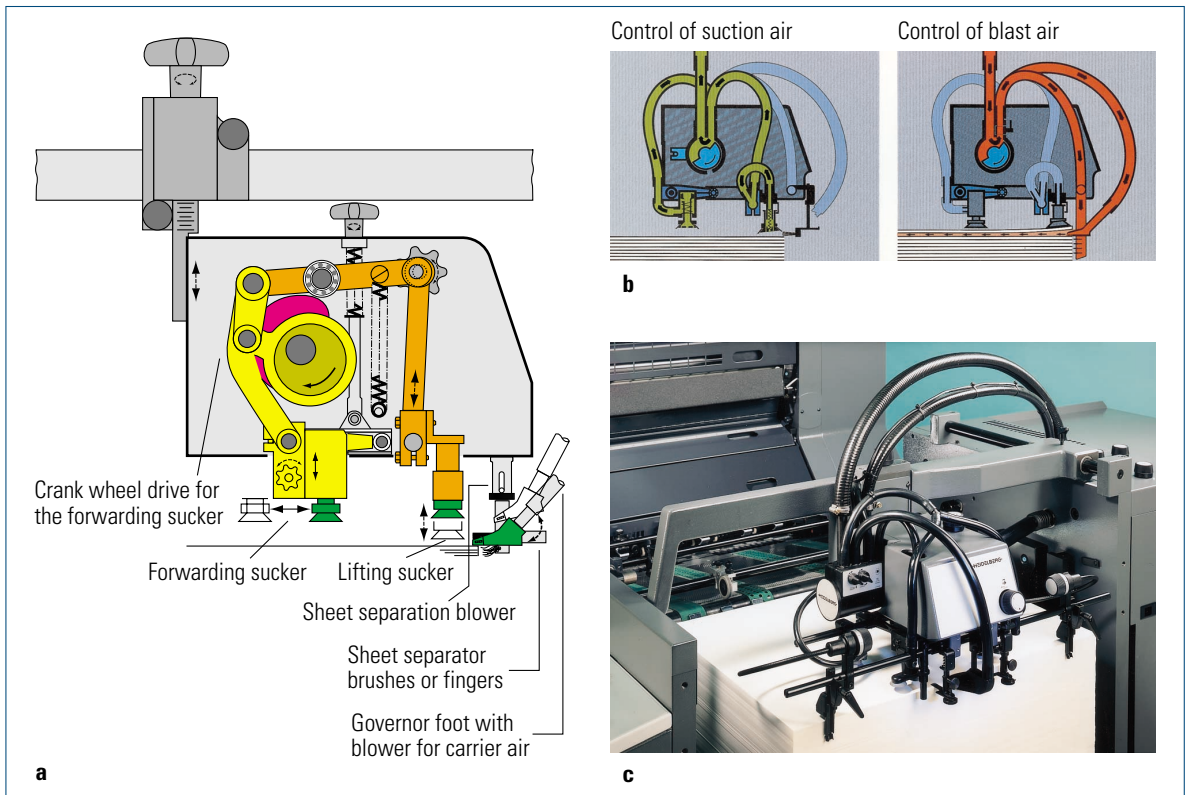 Crank wheel drive for
the forwarding sucker
Forwarding sucker
Lifting sucker
Sheet separation blower
Sheet separator
brushes or fingers
Governor foot with
blower for carrier air
a
Control of suction air
Control of blast air
b
HEIDELBERG
HEIDELBERG
c